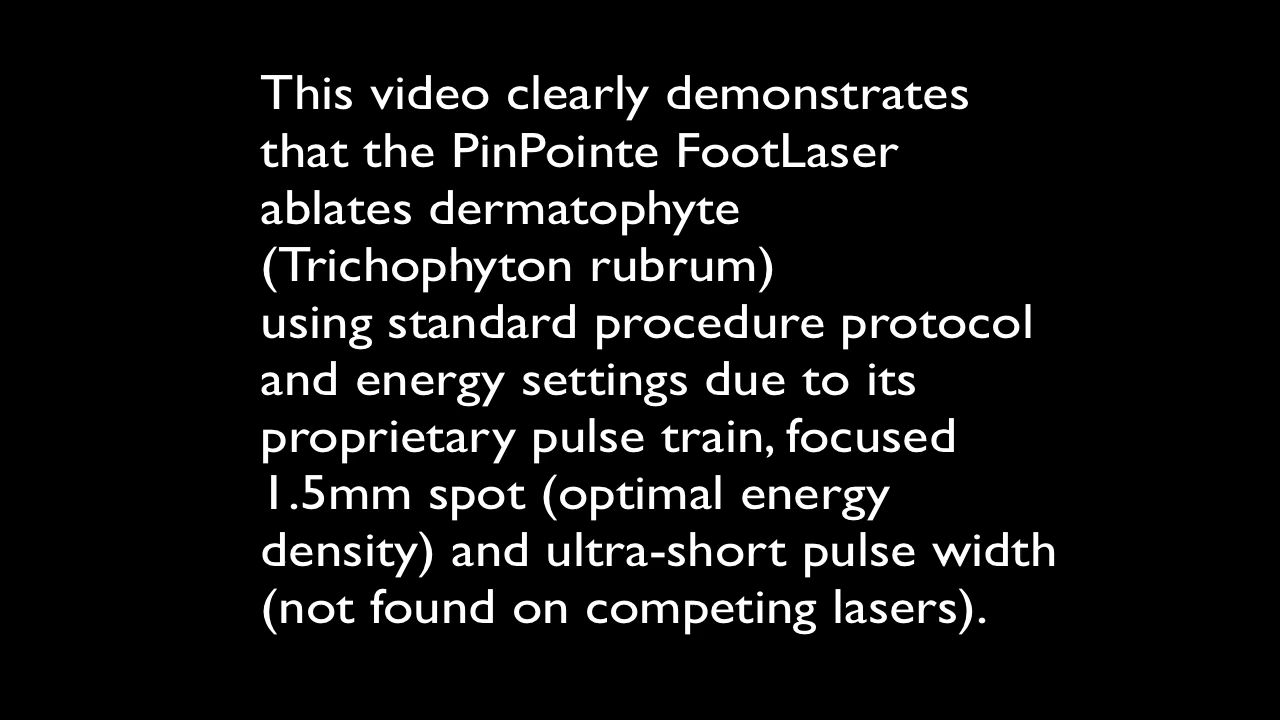 This video clearly demonstrates
that the PinPointe FootLaser
ablates dermatophyte
(Trichophyton rubrum)
using standard procedure protocol
and energy settings due to its
proprietary pulse train, focused
1.5mm spot (optimal energy
density) and ultra-short pulse width
(not found on competing lasers).